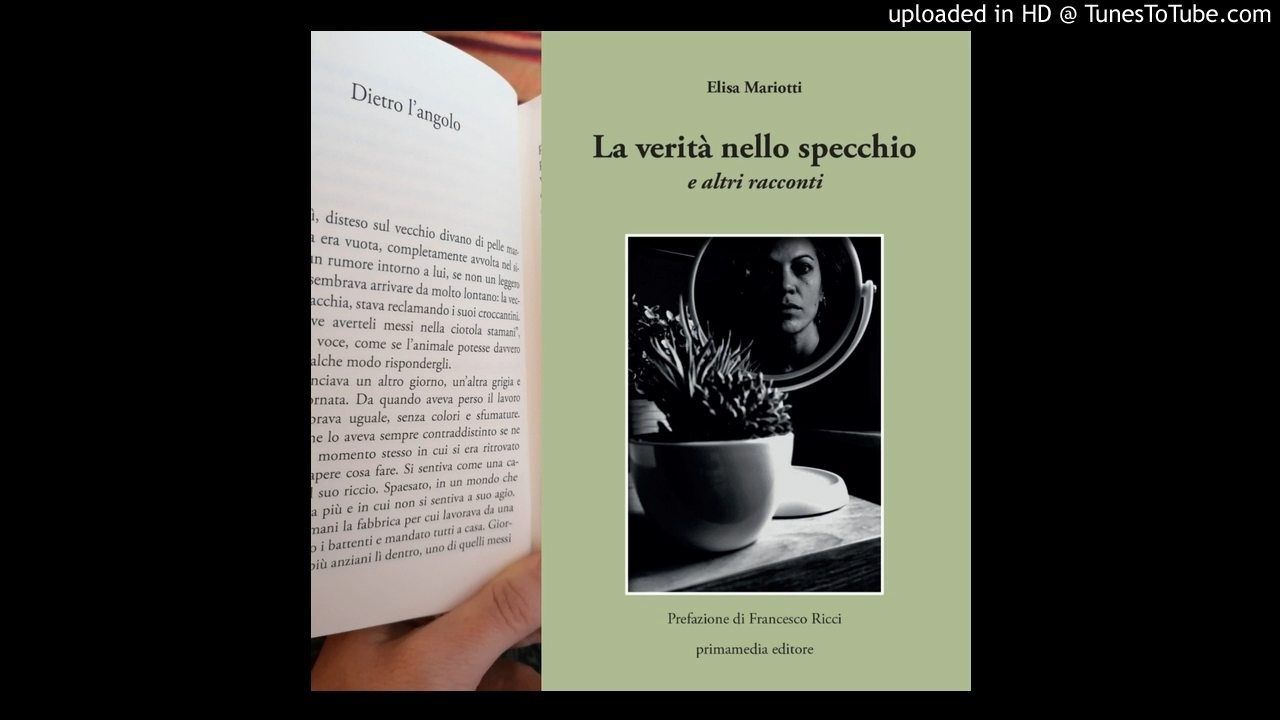 uploaded in HD @ TunesToTube.com
Dietro l'angolo
disteso sul vecchio divano di pelle mar-
era vuota, completamente avvolta nel si-
un rumore intorno a lui, se non un leggero
sembrava arrivare da molto lontano: la vec-
acchia, stava reclamando i suoi croccantini.
ve averteli messi nella ciotola stamani",
voce, come se l'animale potesse davvero
alche modo rispondergli.
nciava un altro giorno, un'altra grigia e
ornata. Da quando aveva perso il lavoro
brava uguale, senza colori e sfumature.
he lo aveva sempre contraddistinto se ne
momento stesso in cui si era ritrovato
apere cosa fare. Si sentiva come una ca-
suo riccio. Spaesato, in un mondo che
a più e in cui non si sentiva a suo agio.
mani la fabbrica per cui lavorava da una
o i battenti e mandato tutti a casa. Gior-
più anziani lì dentro, uno di quelli messi
Elisa Mariotti
La verità nello specchio
e altri racconti
Prefazione di Francesco Ricci
primamedia editore